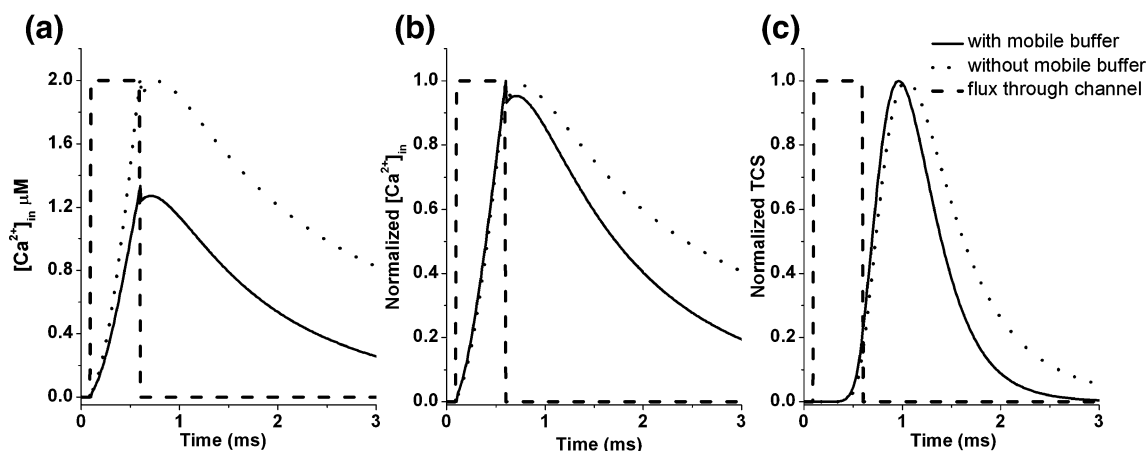 (a)
2.0
1.6
1.2
0.8
0.4
0.0
[Ca²⁺]in μM
0
1
2
3
Time (ms)
(b)
1.0
0.8
0.6
0.4
0.2
0.0
Normalized [Ca²⁺]in
0
1
2
3
Time (ms)
(c)
with mobile buffer
without mobile buffer
flux through channel
1.0
0.8
0.6
0.4
0.2
0.0
Normalized TCS
0
1
2
3
Time (ms)